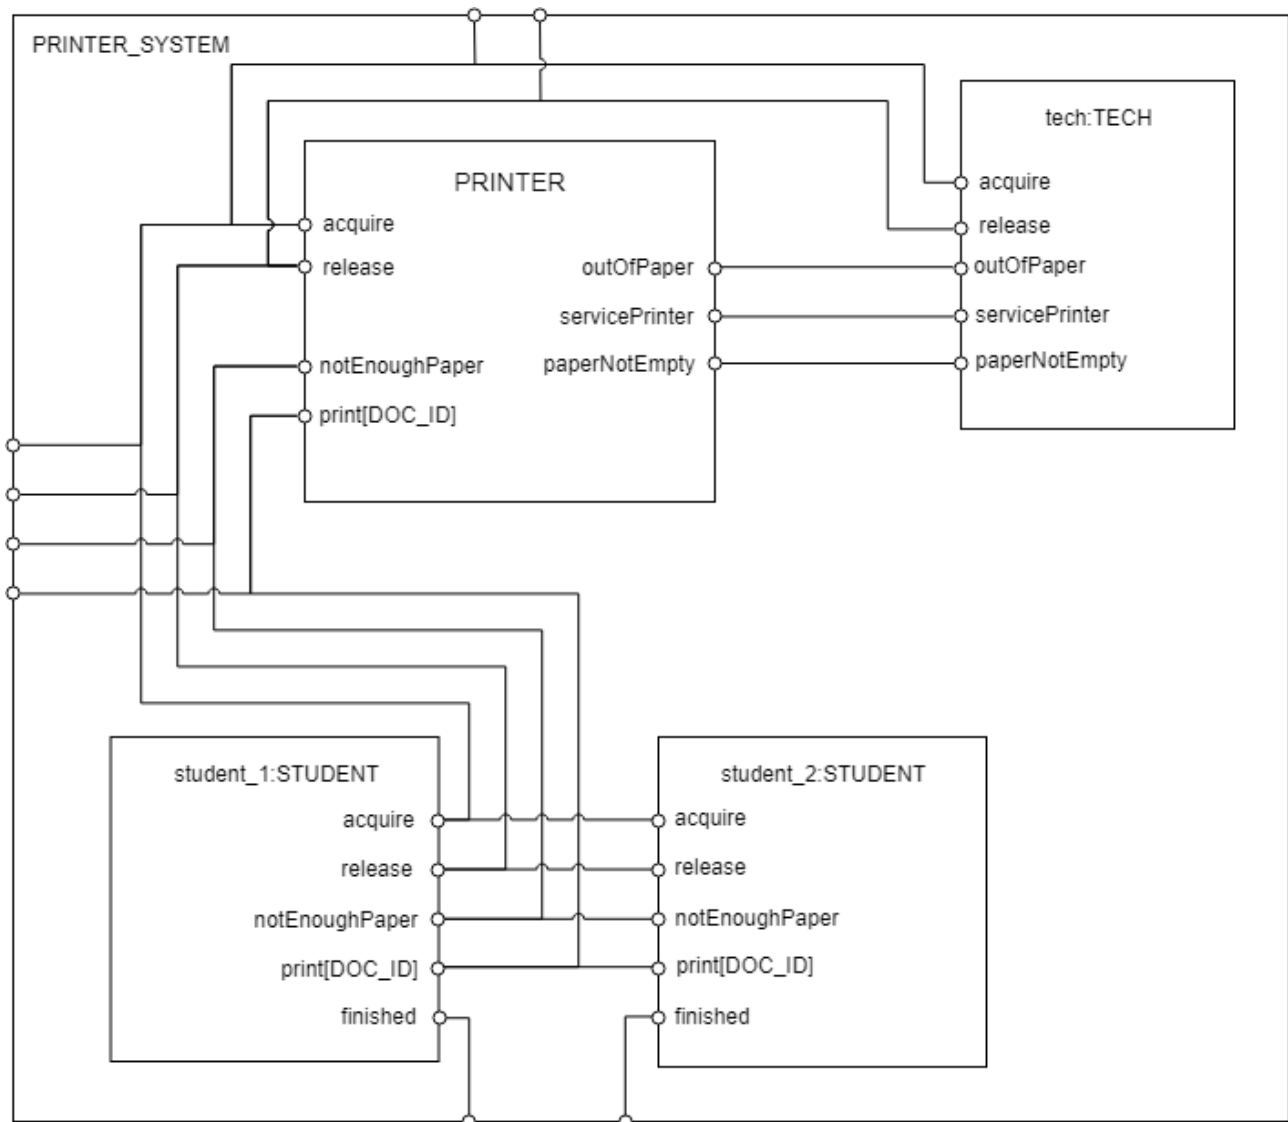 PRINTER_SYSTEM
tech:TECH
acquire
release
outOfPaper
servicePrinter
paperNotEmpty
PRINTER
acquire
release
outOfPaper
servicePrinter
notEnoughPaper
paperNotEmpty
print[DOC_ID]
student_1:STUDENT
acquire
release
notEnoughPaper
print[DOC_ID]
finished
student_2:STUDENT
acquire
release
notEnoughPaper
print[DOC_ID]
finished